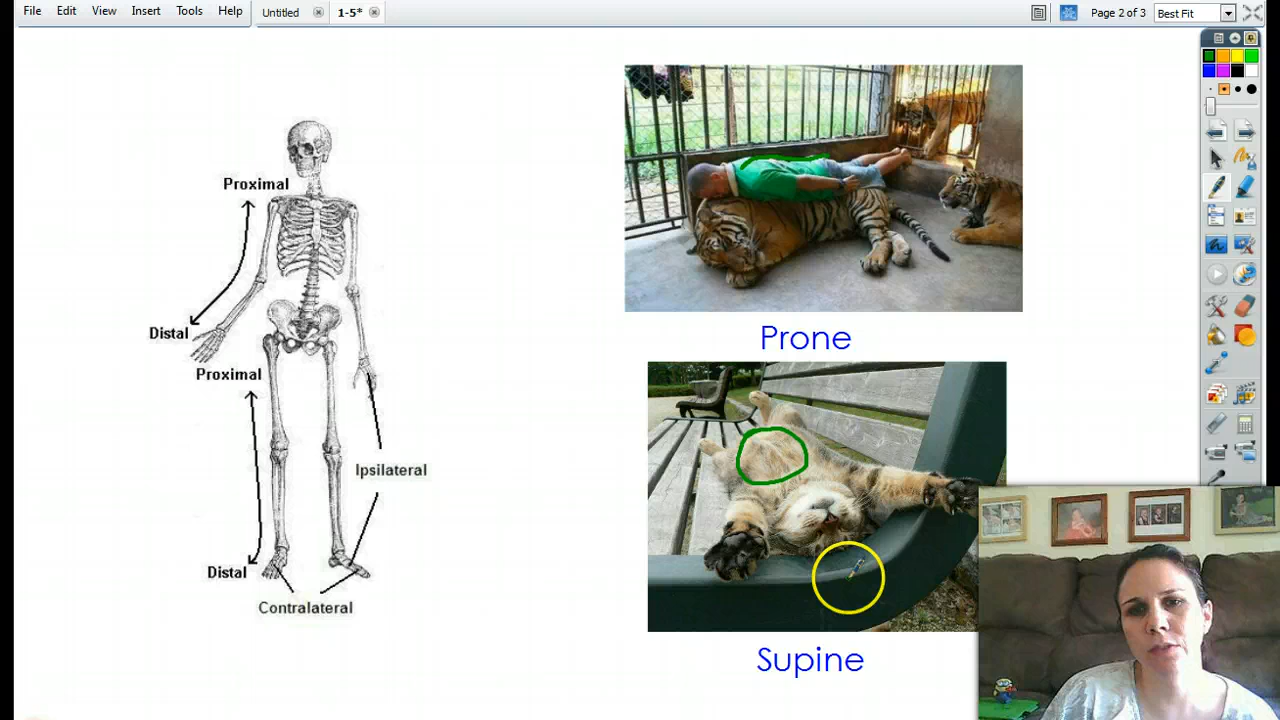 File Edit View Insert Tools Help Untitled 1-5* Page 2 of 3 Best Fit
Proximal
Distal
Proximal
Ipsilateral
Distal
Contralateral
Prone
Supine